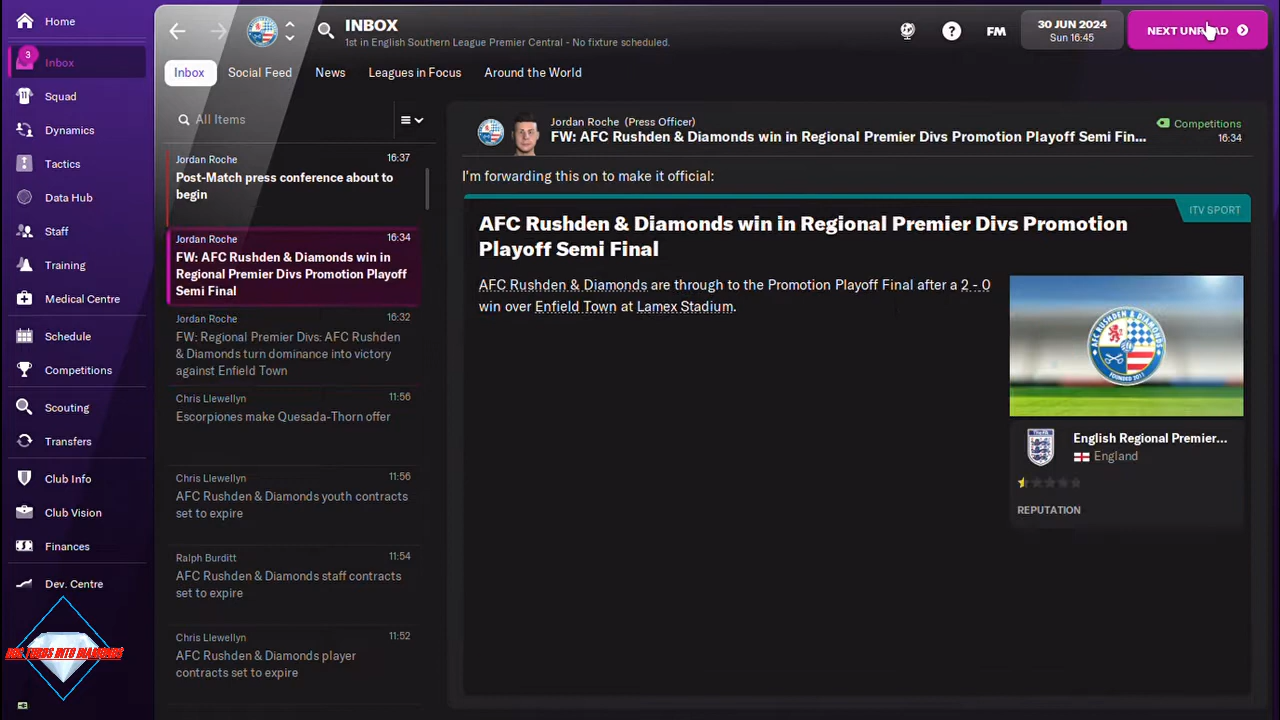 Home
3
Inbox
Squad
Dynamics
Tactics
Data Hub
Staff
Training
Medical Centre
Schedule
Competitions
Scouting
Transfers
Club Info
Club Vision
Finances
Dev. Centre
INBOX
1st in English Southern League Premier Central - No fixture scheduled.
?
FM
30 JUN 2024
Sun 16:45
NEXT UNREAD
Inbox
Social Feed
News
Leagues in Focus
Around the World
All Items
Jordan Roche 16:37
Post-Match press conference about to
begin
Jordan Roche 16:34
FW: AFC Rushden & Diamonds win in
Regional Premier Divs Promotion Playoff
Semi Final
Jordan Roche 16:32
FW: Regional Premier Divs: AFC Rushden
& Diamonds turn dominance into victory
against Enfield Town
Chris Llewellyn 11:56
Escorpiones make Quesada-Thorn offer
Chris Llewellyn 11:56
AFC Rushden & Diamonds youth contracts
set to expire
Ralph Burditt 11:54
AFC Rushden & Diamonds staff contracts
set to expire
Chris Llewellyn 11:52
AFC Rushden & Diamonds player
contracts set to expire
Jordan Roche (Press Officer)
FW: AFC Rushden & Diamonds win in Regional Premier Divs Promotion Playoff Semi Fin...
Competitions
16:34
I'm forwarding this on to make it official:
ITV SPORT
AFC Rushden & Diamonds win in Regional Premier Divs Promotion
Playoff Semi Final
AFC Rushden & Diamonds are through to the Promotion Playoff Final after a 2 - 0
win over Enfield Town at Lamex Stadium.
AFC RUSHDEN & DIAMONDS
FOUNDED 2011
English Regional Premier...
England
REPUTATION